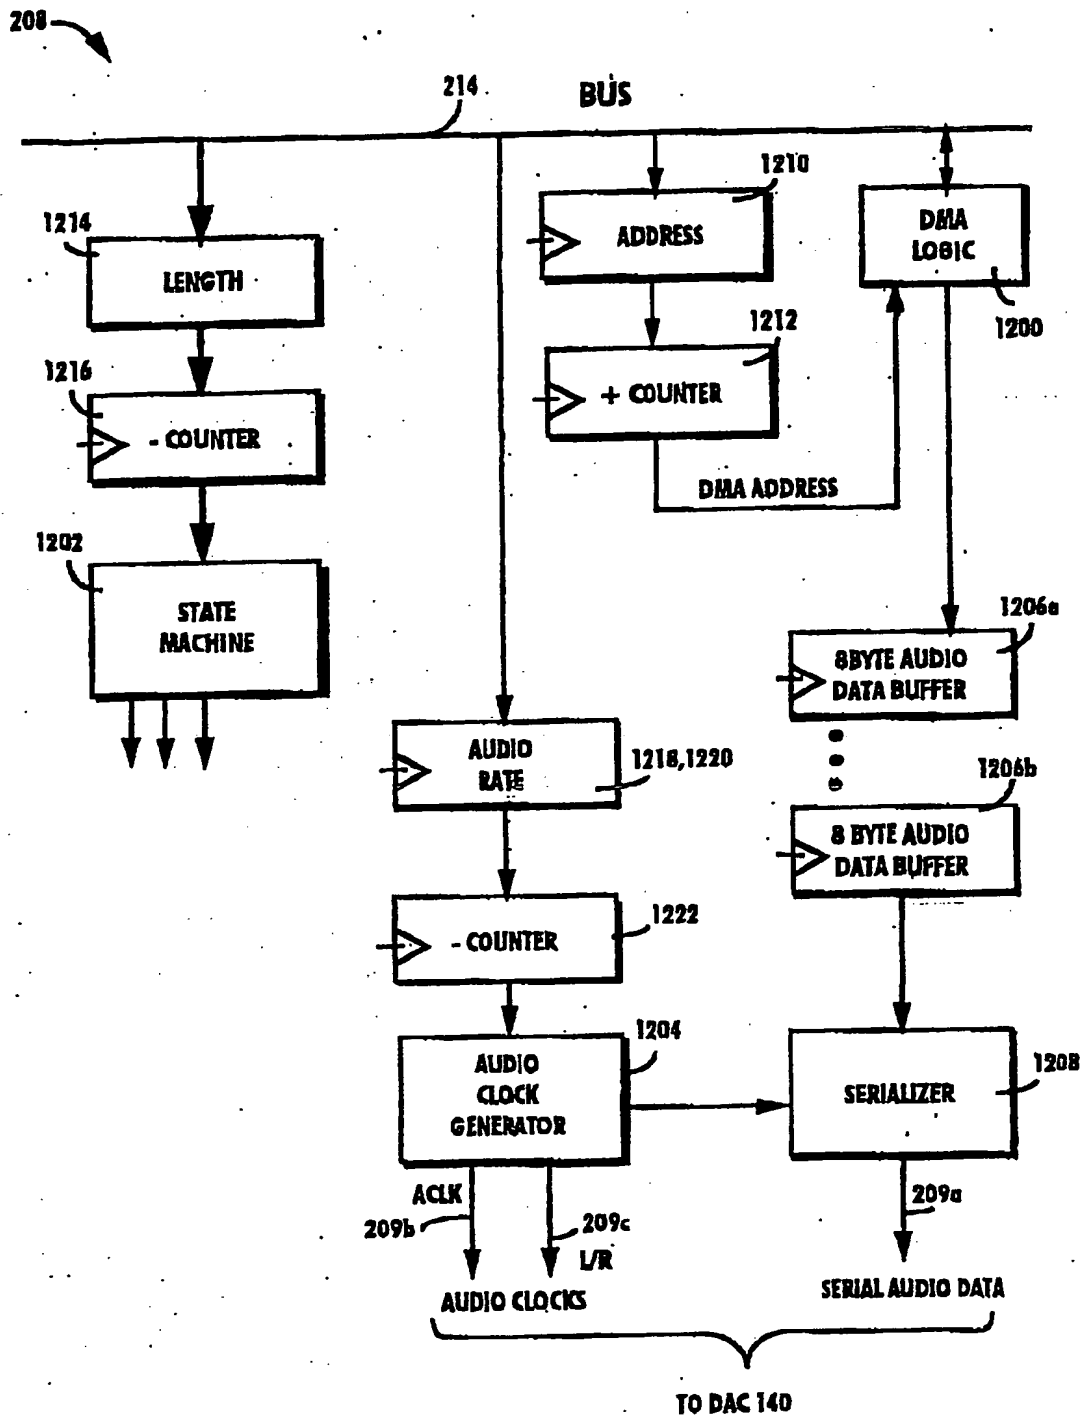 208
214
BUS
1210
ADDRESS
DMA
LOGIC
1200
1214
LENGTH
1212
+ COUNTER
1216
- COUNTER
DMA ADDRESS
1202
STATE
MACHINE
1206a
8BYTE AUDIO
DATA BUFFER
AUDIO
RATE
1218,1220
1206b
8 BYTE AUDIO
DATA BUFFER
1222
- COUNTER
1204
AUDIO
CLOCK
GENERATOR
1208
SERIALIZER
ACLK
209b
209c
L/R
209a
AUDIO CLOCKS
SERIAL AUDIO DATA
TO DAC 140